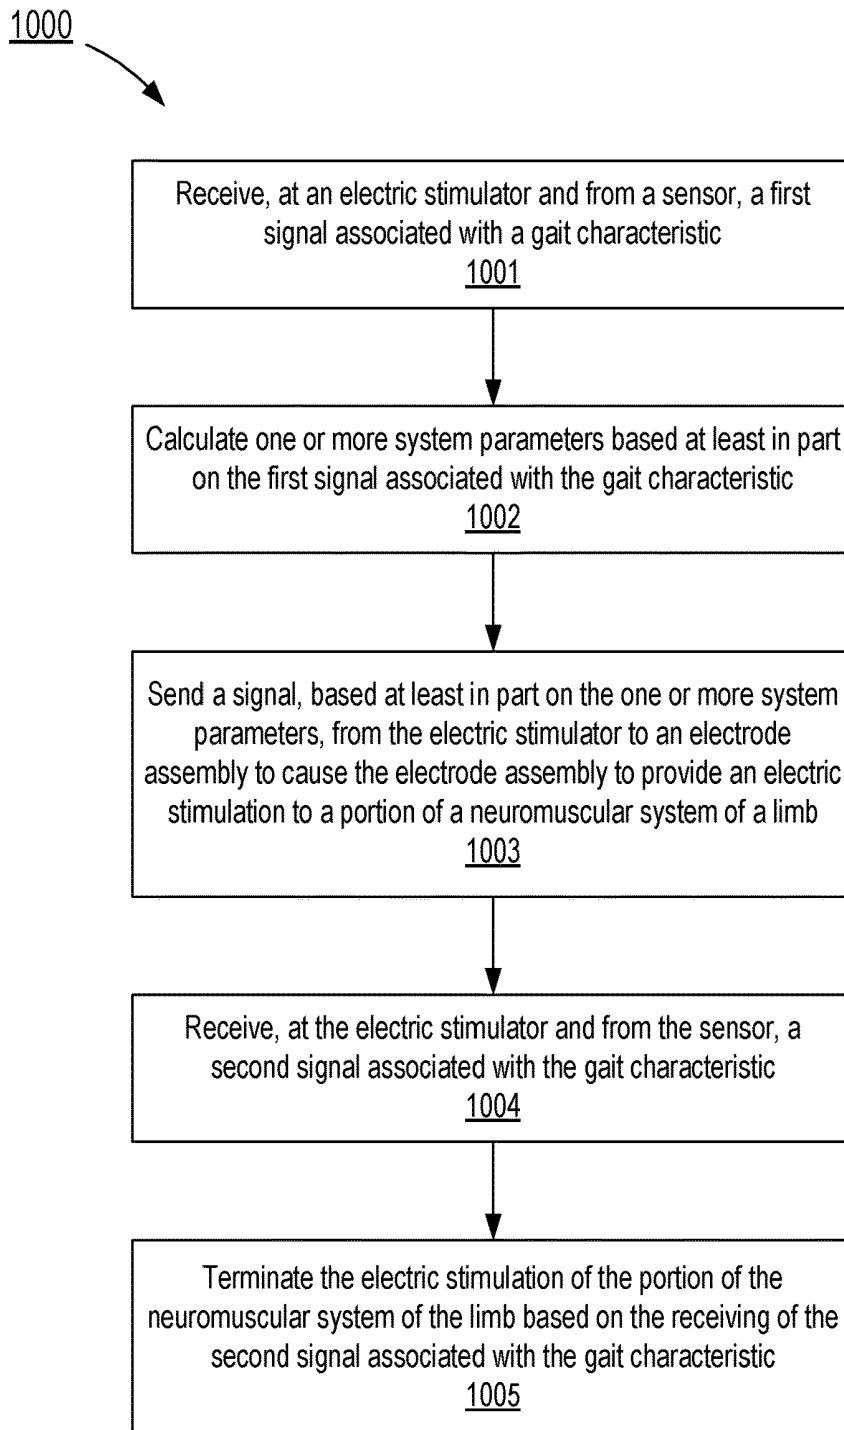 1000
Receive, at an electric stimulator and from a sensor, a first
signal associated with a gait characteristic
1001
Calculate one or more system parameters based at least in part
on the first signal associated with the gait characteristic
1002
Send a signal, based at least in part on the one or more system
parameters, from the electric stimulator to an electrode
assembly to cause the electrode assembly to provide an electric
stimulation to a portion of a neuromuscular system of a limb
1003
Receive, at the electric stimulator and from the sensor, a
second signal associated with the gait characteristic
1004
Terminate the electric stimulation of the portion of the
neuromuscular system of the limb based on the receiving of the
second signal associated with the gait characteristic
1005